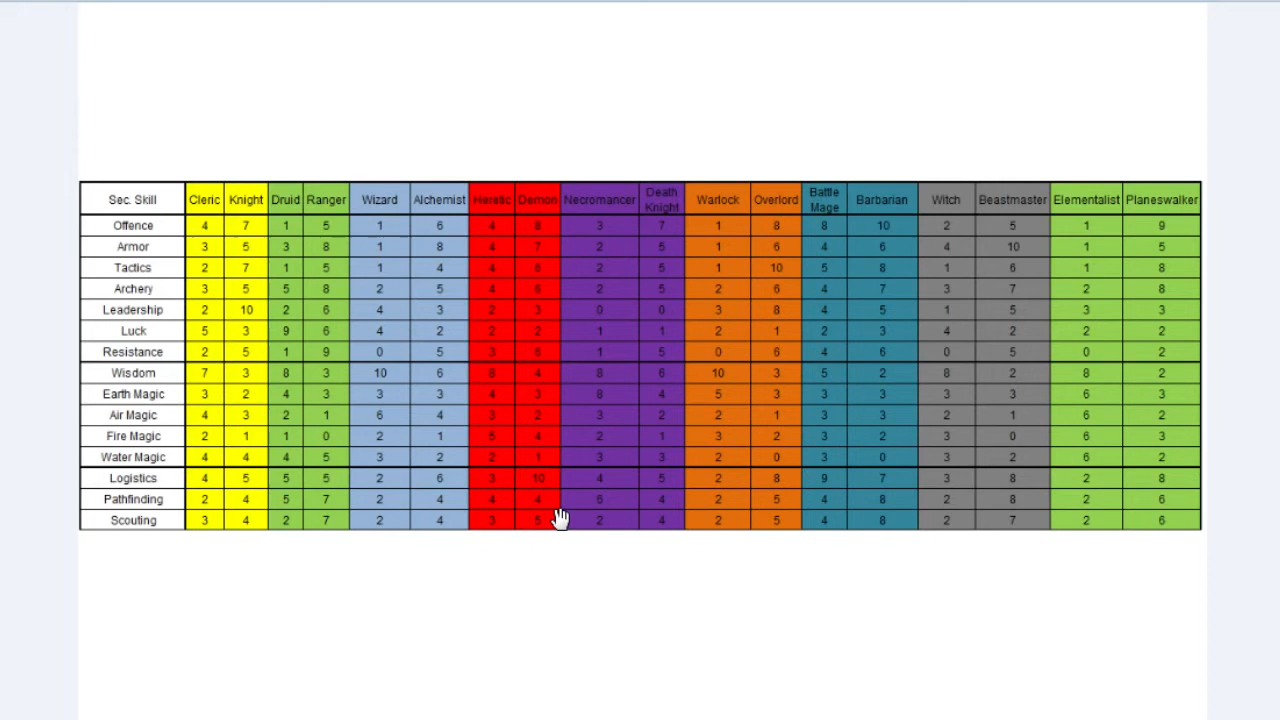 Sec. Skill Cleric Knight Druid Ranger Wizard Alchemist Heretic Demon Necromancer Death Knight Warlock Overlord Battle Mage Barbarian Witch Beastmaster Elementalist Planeswalker
Offence 4 7 1 5 1 6 4 8 3 7 1 8 8 10 2 5 1 9
Armor 3 5 3 8 1 8 4 7 2 5 1 6 4 6 4 10 1 5
Tactics 2 7 1 5 1 4 4 6 2 5 1 10 5 8 1 6 1 8
Archery 3 5 5 8 2 5 4 6 2 5 2 6 4 7 3 7 2 8
Leadership 2 10 2 6 4 3 2 3 0 0 3 8 4 5 1 5 3 3
Luck 5 3 9 6 4 2 2 2 1 1 2 1 2 3 4 2 2 2
Resistance 2 5 1 9 0 5 3 6 1 5 0 6 4 6 0 5 0 2
Wisdom 7 3 8 3 10 6 8 4 8 6 10 3 5 2 8 2 8 2
Earth Magic 3 2 4 3 3 3 4 3 8 4 5 3 3 3 3 3 6 3
Air Magic 4 3 2 1 6 4 3 2 3 2 2 1 3 3 2 1 6 2
Fire Magic 2 1 1 0 2 1 5 4 2 1 3 2 3 2 3 0 6 3
Water Magic 4 4 4 5 3 2 2 1 3 3 2 0 3 0 3 2 6 2
Logistics 4 5 5 5 2 6 3 10 4 5 2 8 9 7 3 8 2 8
Pathfinding 2 4 5 7 2 4 4 4 6 4 2 5 4 8 2 8 2 6
Scouting 3 4 2 7 2 4 3 5 2 4 2 5 4 8 2 7 2 6